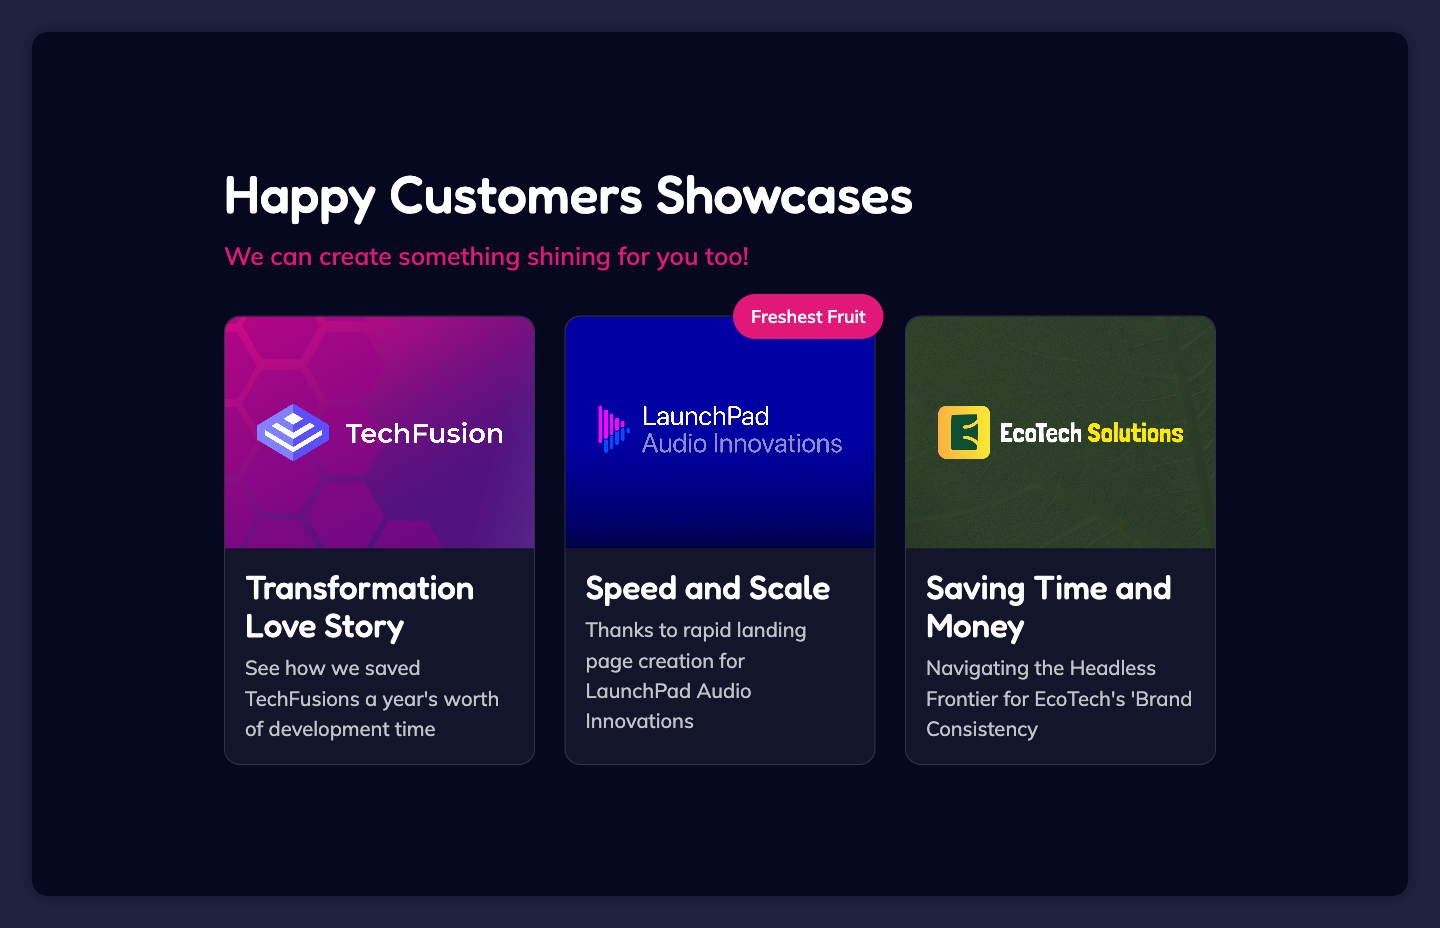 Happy Customers Showcases
We can create something shining for you too!
Freshest Fruit
TechFusion
Transformation
Love Story
See how we saved
TechFusions a year's worth
of development time
LaunchPad
Audio Innovations
Speed and Scale
Thanks to rapid landing
page creation for
LaunchPad Audio
Innovations
EcoTech Solutions
Saving Time and
Money
Navigating the Headless
Frontier for EcoTech's 'Brand
Consistency